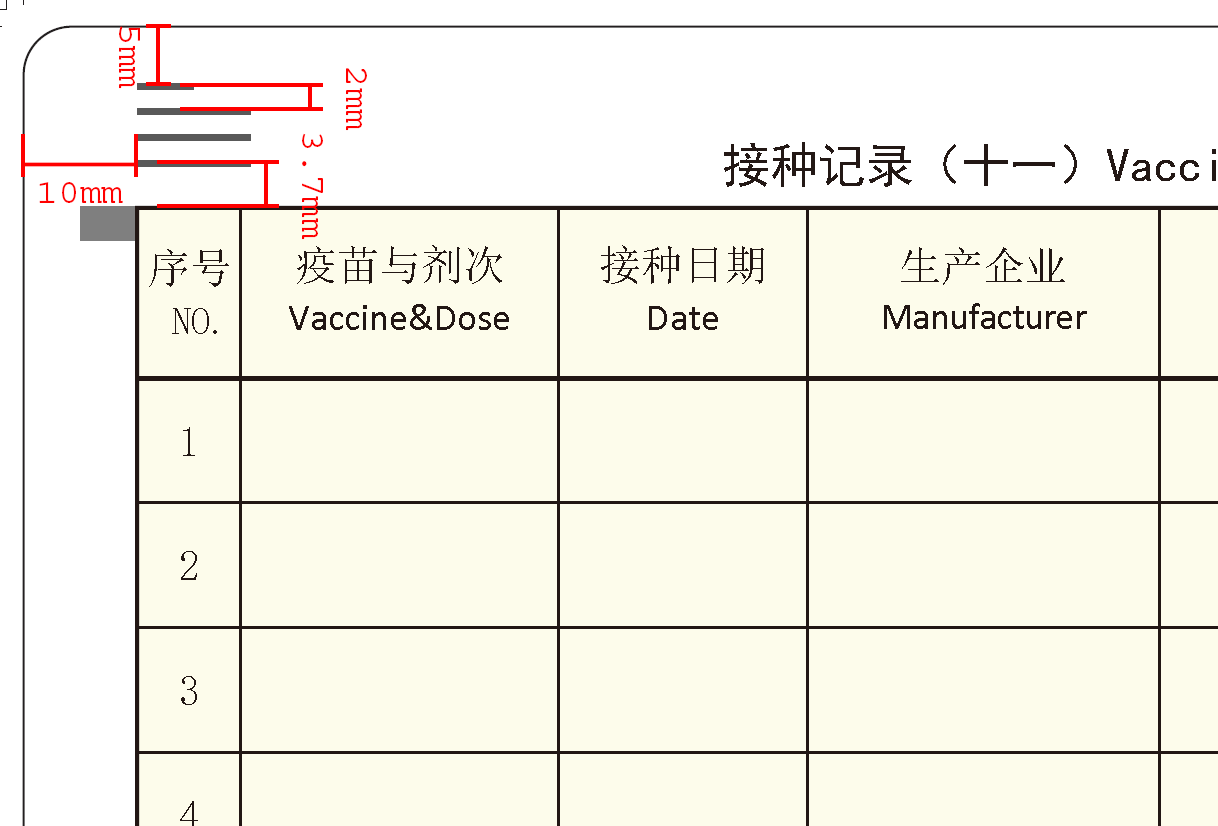 5mm
2mm
3.7mm
10mm
接种记录（十一）Vacci
序号
NO.
疫苗与剂次
Vaccine&Dose
接种日期
Date
生产企业
Manufacturer
1
2
3
4